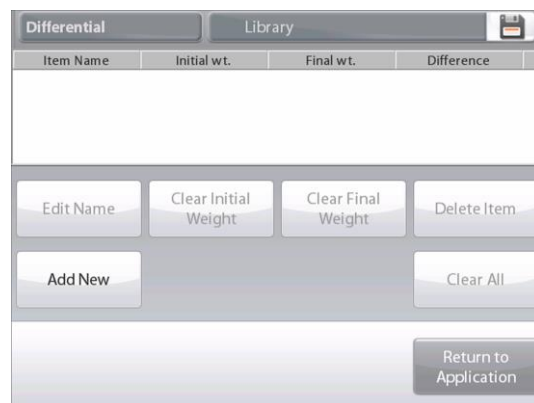 Differential Library
Item Name Initial wt. Final wt. Difference
Edit Name Clear Initial Weight Clear Final Weight Delete Item
Add New Clear All
Return to Application